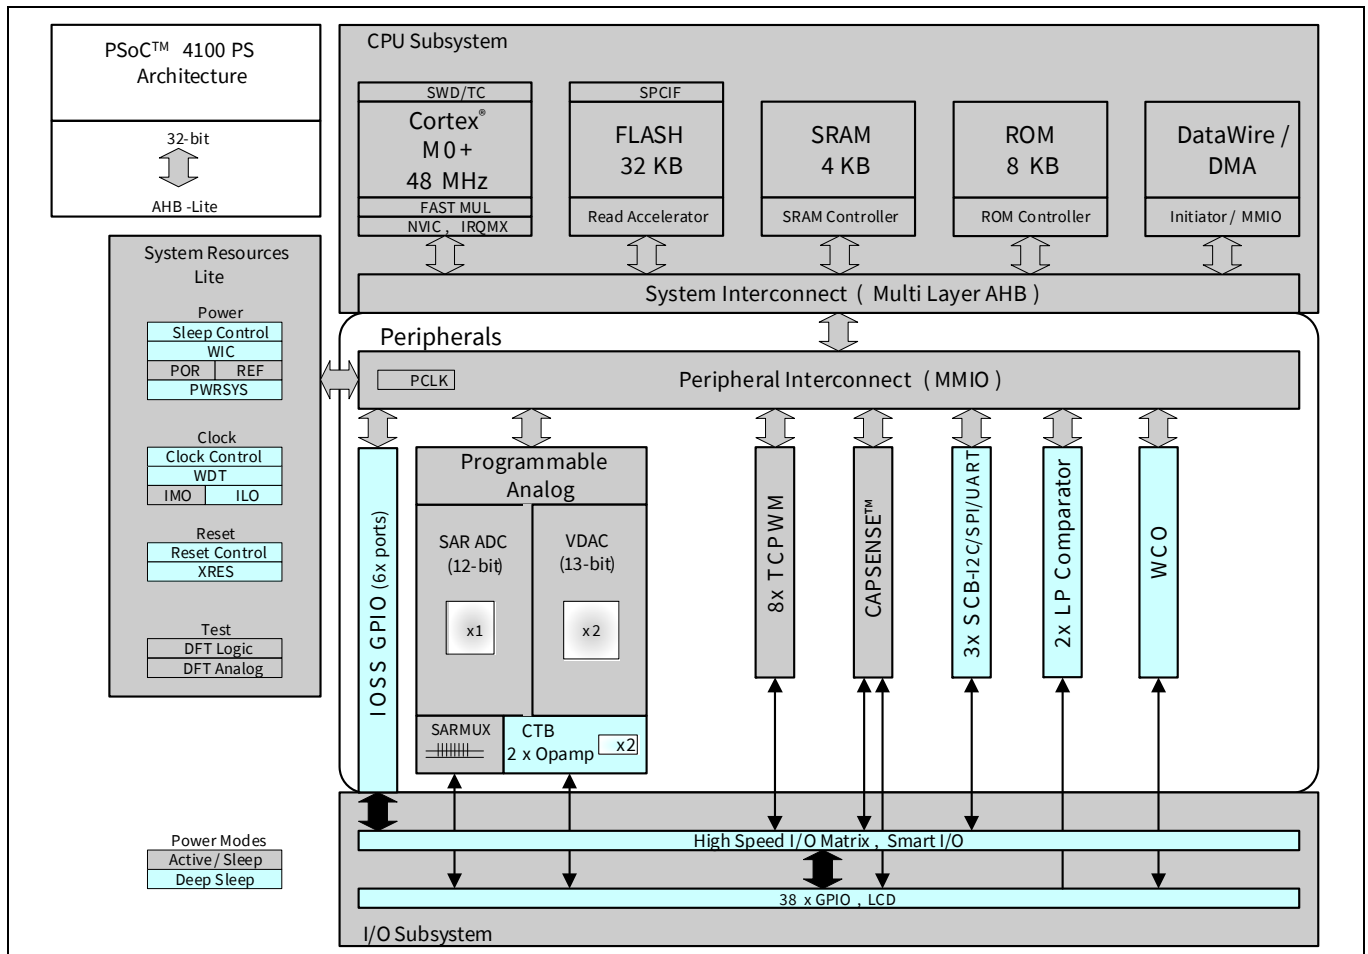 PSoC™ 4100 PS
Architecture
32-bit
AHB -Lite
CPU Subsystem
SWD/TC
Cortex®
M0+
48 MHz
FAST MUL
NVIC , IRQMX
SPCIF
FLASH
32 KB
Read Accelerator
SRAM
4 KB
SRAM Controller
ROM
8 KB
ROM Controller
DataWire /
DMA
Initiator / MMIO
System Interconnect ( Multi Layer AHB )
System Resources
Lite
Power
Sleep Control
WIC
POR
REF
PWRSYS
Clock
Clock Control
WDT
IMO
ILO
Reset
Reset Control
XRES
Test
DFT Logic
DFT Analog
Peripherals
PCLK
Peripheral Interconnect (MMIO)
IOSS GPIO (6x ports)
Programmable
Analog
SAR ADC
(12-bit)
x1
VDAC
(13-bit)
x2
SARMUX
CTB
2 x Opamp
x2
8x TCPWM
CAPSENSE™
3x SCB-I2C/SPI/UART
2x LP Comparator
WCO
High Speed I/O Matrix , Smart I/O
38 x GPIO , LCD
I/O Subsystem
Power Modes
Active / Sleep
Deep Sleep